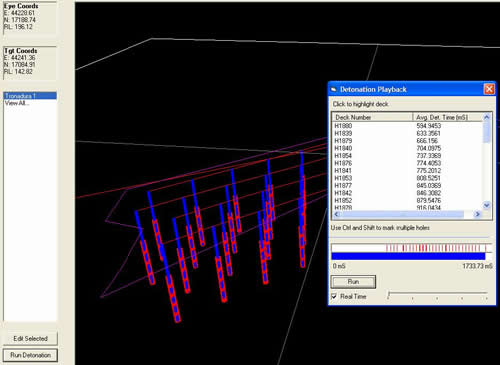 Eye Coords
E: 44228.61
N: 17188.74
RL: 196.12
Tgt Coords
E: 44241.36
N: 17084.91
RL: 142.82
Tronadura 1
View All...
Edit Selected
Run Detonation
Detonation Playback
Click to highlight deck
Deck Number Avg. Det. Time (mS)
H1880 594.9453
H1839 633.3561
H1879 666.156
H1840 704.0975
H1854 737.3369
H1876 774.4053
H1841 775.2012
H1853 808.5251
H1877 845.0369
H1842 846.3082
H1852 879.5476
H1878 916.0434
Use Ctrl and Shift to mark multiple holes
0 mS 1733.73 mS
Run
Real Time